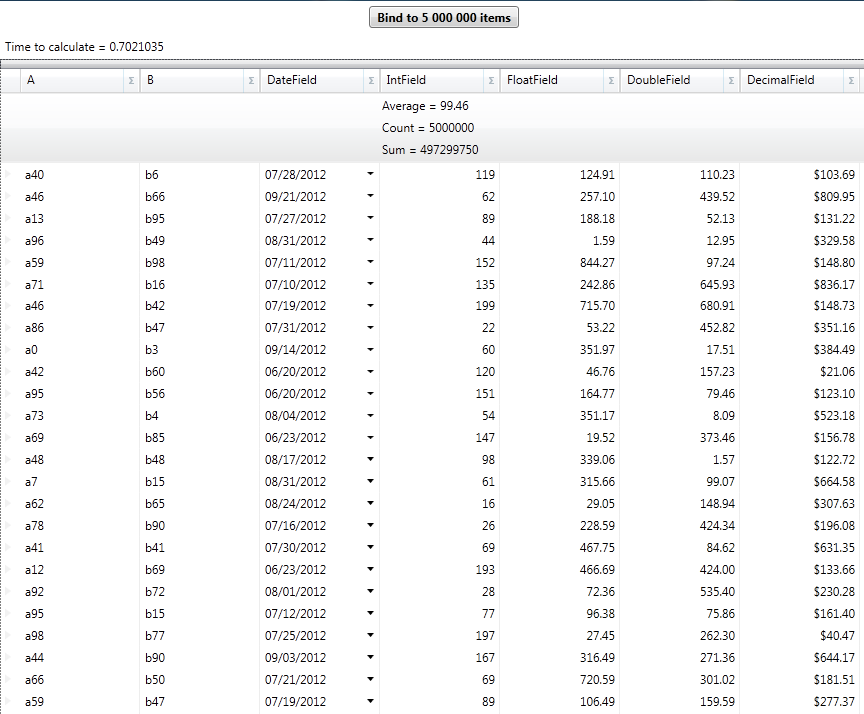 Bind to 5 000 000 items
Time to calculate = 0.7021035
A Σ B Σ DateField Σ IntField Σ FloatField Σ DoubleField Σ DecimalField Σ
Average = 99.46
Count = 5000000
Sum = 497299750
a40 b6 07/28/2012 119 124.91 110.23 $103.69
a46 b66 09/21/2012 62 257.10 439.52 $809.95
a13 b95 07/27/2012 89 188.18 52.13 $131.22
a96 b49 08/31/2012 44 1.59 12.95 $329.58
a59 b98 07/11/2012 152 844.27 97.24 $148.80
a71 b16 07/10/2012 135 242.86 645.93 $836.17
a46 b42 07/19/2012 199 715.70 680.91 $148.73
a86 b47 07/31/2012 22 53.22 452.82 $351.16
a0 b3 09/14/2012 60 351.97 17.51 $384.49
a42 b60 06/20/2012 120 46.76 157.23 $21.06
a95 b56 06/20/2012 151 164.77 79.46 $123.10
a73 b4 08/04/2012 54 351.17 8.09 $523.18
a69 b85 06/23/2012 147 19.52 373.46 $156.78
a48 b48 08/17/2012 98 339.06 1.57 $122.72
a7 b15 08/31/2012 61 315.66 99.07 $664.58
a62 b65 08/24/2012 16 29.05 148.94 $307.63
a78 b90 07/16/2012 26 228.59 424.34 $196.08
a41 b41 07/30/2012 69 467.75 84.62 $631.35
a12 b69 06/23/2012 193 466.69 424.00 $133.66
a92 b72 08/01/2012 28 72.36 535.40 $230.28
a95 b15 07/12/2012 77 96.38 75.86 $161.40
a98 b77 07/25/2012 197 27.45 262.30 $40.47
a44 b90 09/03/2012 167 316.49 271.36 $644.17
a66 b50 07/21/2012 69 720.59 301.02 $181.51
a59 b47 07/19/2012 89 106.49 159.59 $277.37